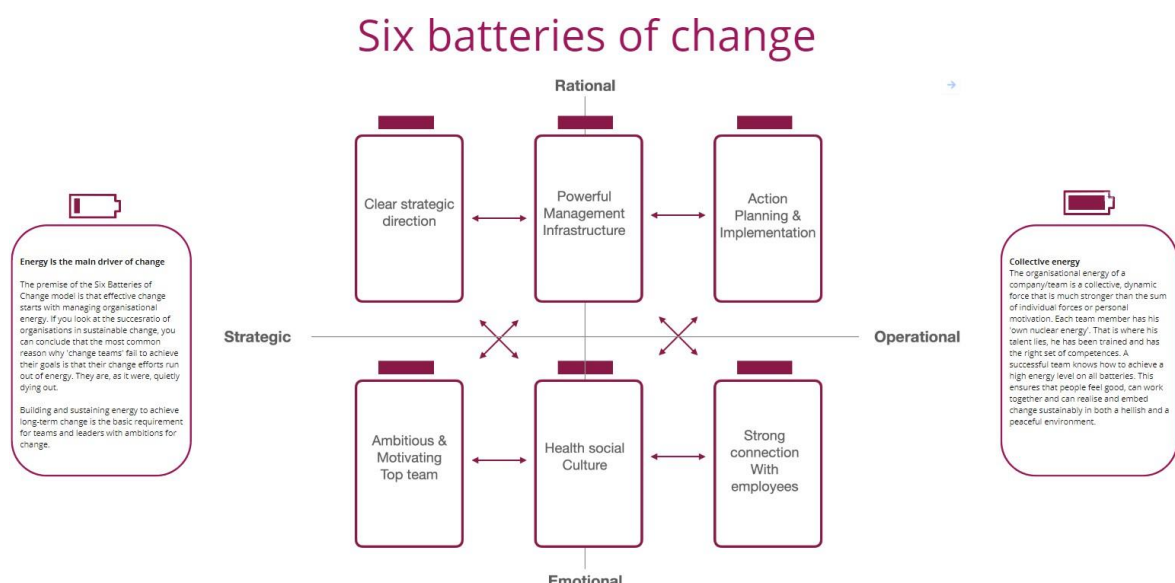 Six batteries of change
Rational
Clear strategic
direction
Powerful
Management
Infrastructure
Action
Planning &
Implementation
Energy is the main driver of change
The premise of the Six Batteries of
Change model is that effective change
starts with managing organisational
energy. If you look at the succesratio of
organisations in sustainable change, you
can conclude that the most common
reason why 'change teams' fail to achieve
their goals is that their change efforts run
out of energy. They are, as it were, quietly
dying out.
Building and sustaining energy to achieve
long-term change is the basic requirement
for teams and leaders with ambitions for
change.
Collective energy
The organisational energy of a
company/team is a collective, dynamic
force that is much stronger than the sum
of individual forces or personal
motivation. Each team member has his
'own nuclear energy'. That is where his
talent lies, he has been trained and has
the right set of competences. A
successful team knows how to achieve a
high energy level on all batteries. This
ensures that people feel good, can work
together and can realise and embed
change sustainably in both a hellish and a
peaceful environment.
Strategic
Operational
Ambitious &
Motivating
Top team
Health social
Culture
Strong
connection
With
employees
Emotional